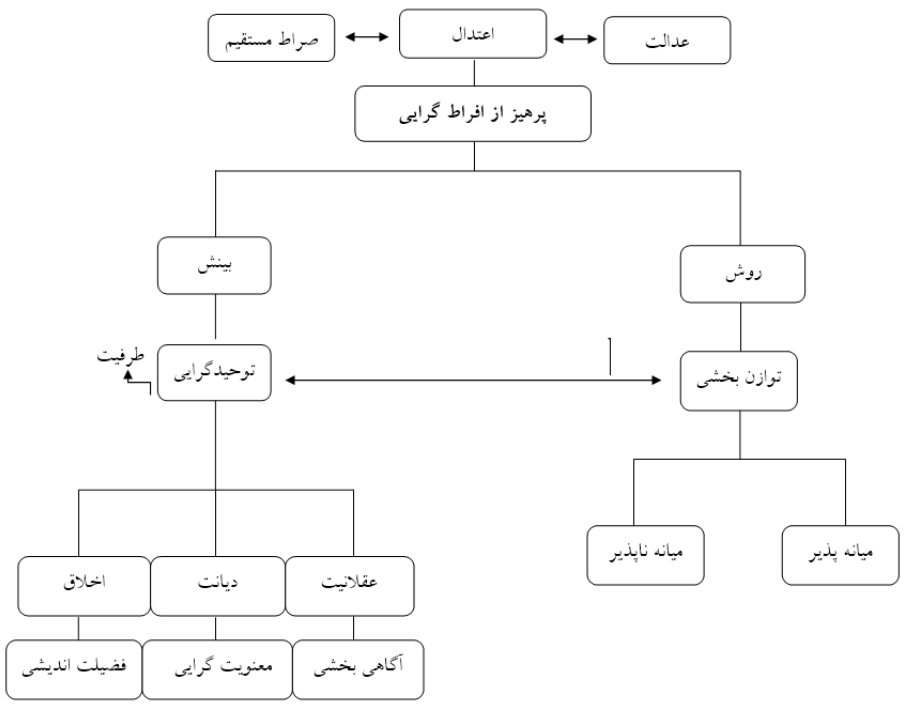 عدالت
اعتدال
صراط مستقیم
پرهیز از افراط گرایی
روش
بینش
توازن بخشی
توحیدگرایی
طرفیت
میانه پذیر
میانه ناپذیر
عقلانیت
دیانت
اخلاق
آگاهی بخشی
معنویت گرایی
فضیلت اندیشی